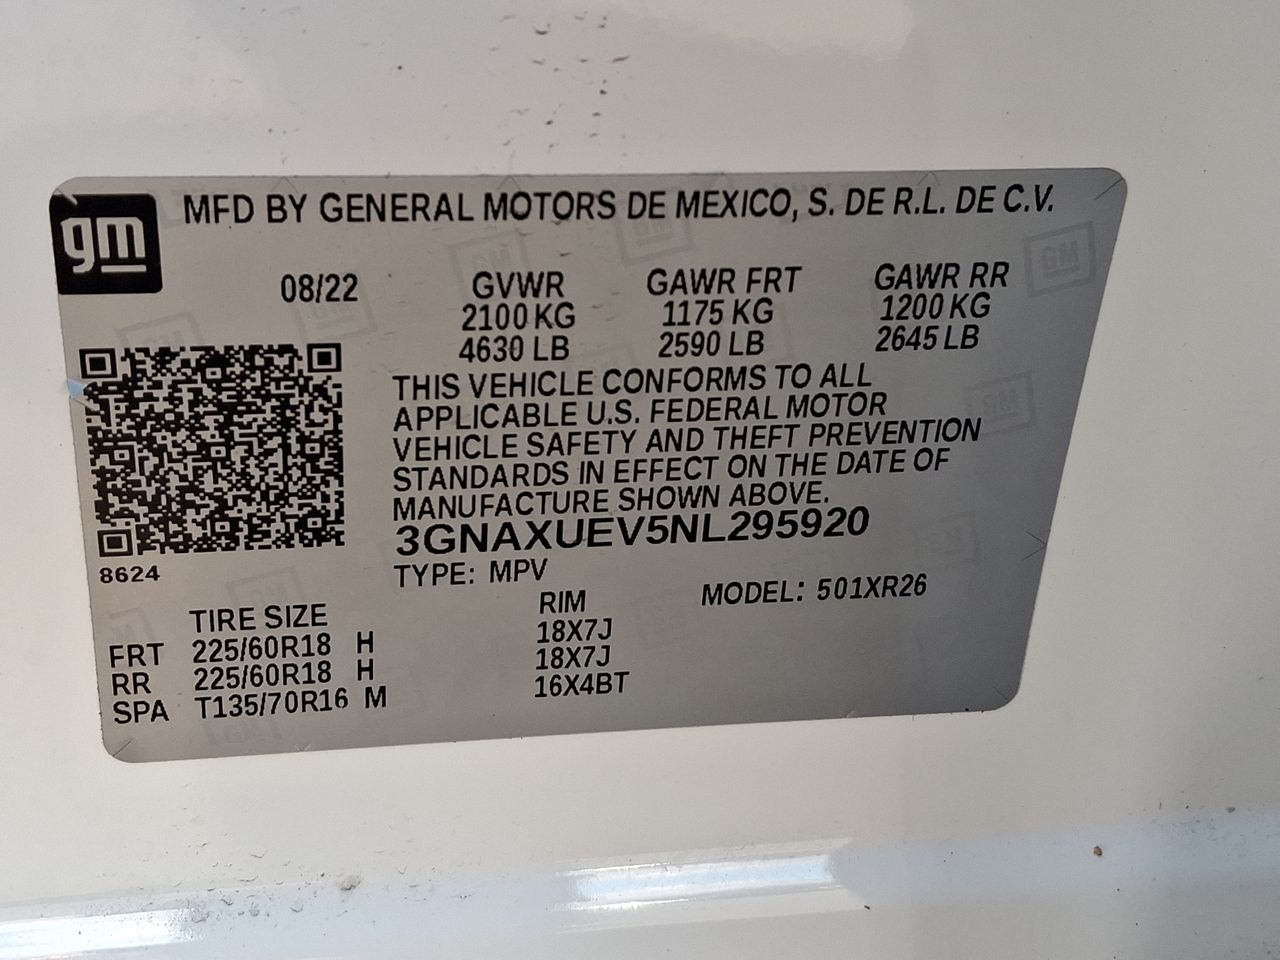 gm
MFD BY GENERAL MOTORS DE MEXICO, S. DE R.L. DE C.V.
08/22 GVWR GAWR FRT GAWR RR
2100 KG 1175 KG 1200 KG
4630 LB 2590 LB 2645 LB
THIS VEHICLE CONFORMS TO ALL
APPLICABLE U.S. FEDERAL MOTOR
VEHICLE SAFETY AND THEFT PREVENTION
STANDARDS IN EFFECT ON THE DATE OF
MANUFACTURE SHOWN ABOVE.
3GNAXUEV5NL295920
8624
TYPE: MPV MODEL: 501XR26
TIRE SIZE RIM
FRT 225/60R18 H 18X7J
RR 225/60R18 H 18X7J
SPA T135/70R16 M 16X4BT